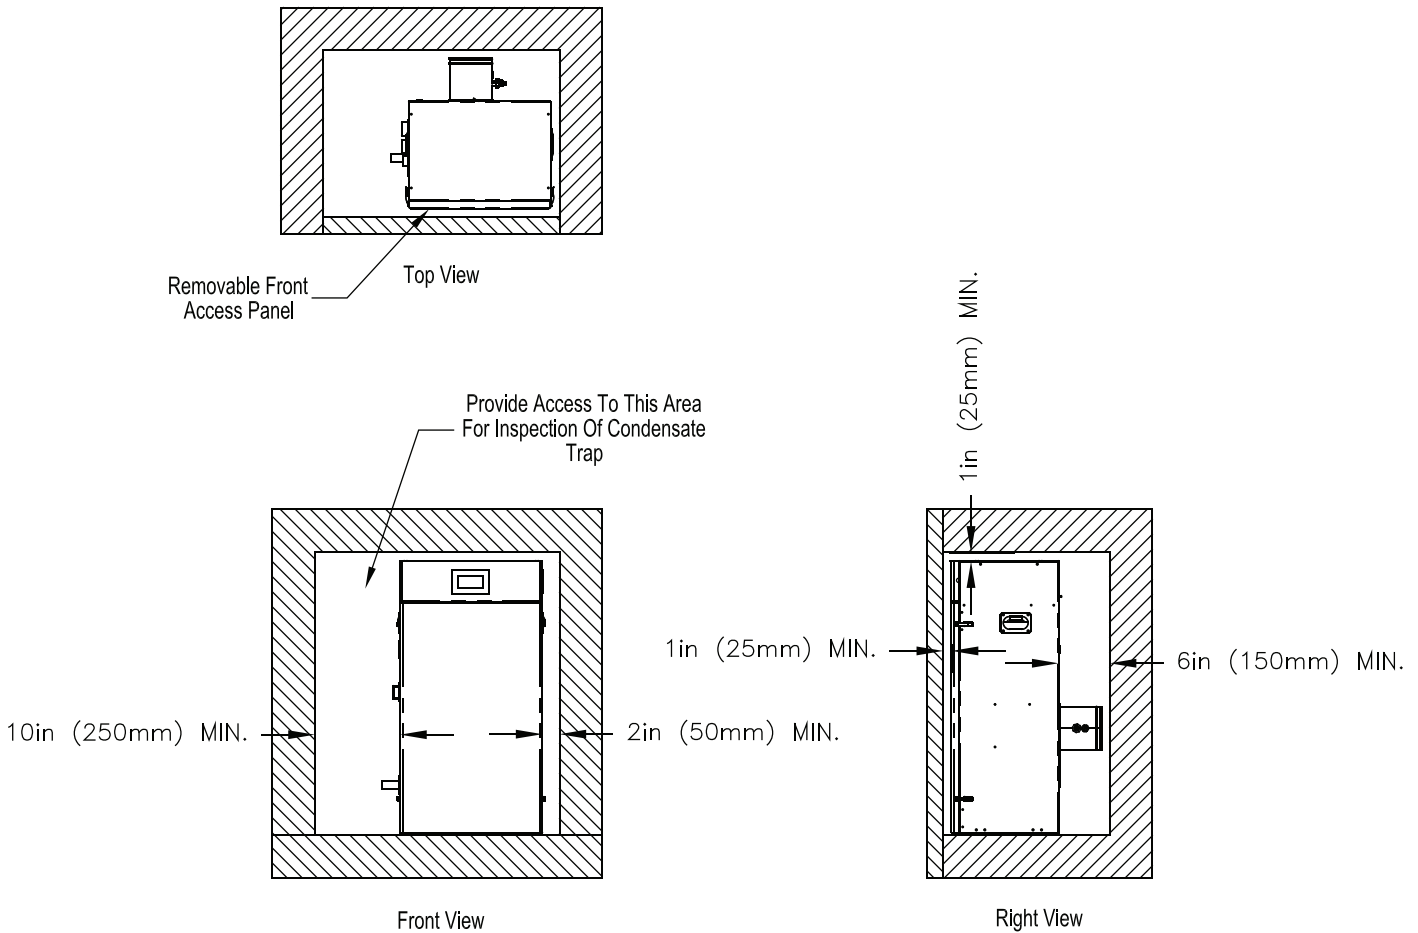 Top View
Removable Front
Access Panel
1in (25mm) MIN.
Provide Access To This Area
For Inspection Of Condensate
Trap
1in (25mm) MIN.
6in (150mm) MIN.
10in (250mm) MIN.
2in (50mm) MIN.
Front View
Right View